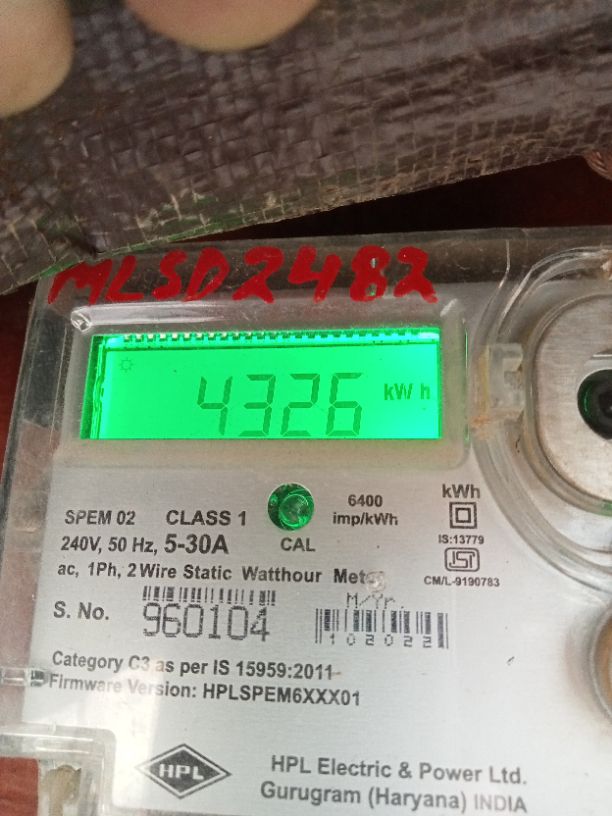 MLSD2482
4326 kWh
SPEM 02 CLASS 1 CAL 6400 imp/kWh kWh
240V, 50 Hz, 5-30A
IS:13779
ac, 1Ph, 2 Wire Static Watthour Meter
CM/L-9190783
S. No. 960104
M/Yr.
102022
Category C3 as per IS 15959:2011
Firmware Version: HPLSPEM6XXX01
HPL
HPL Electric & Power Ltd.
Gurugram (Haryana) INDIA